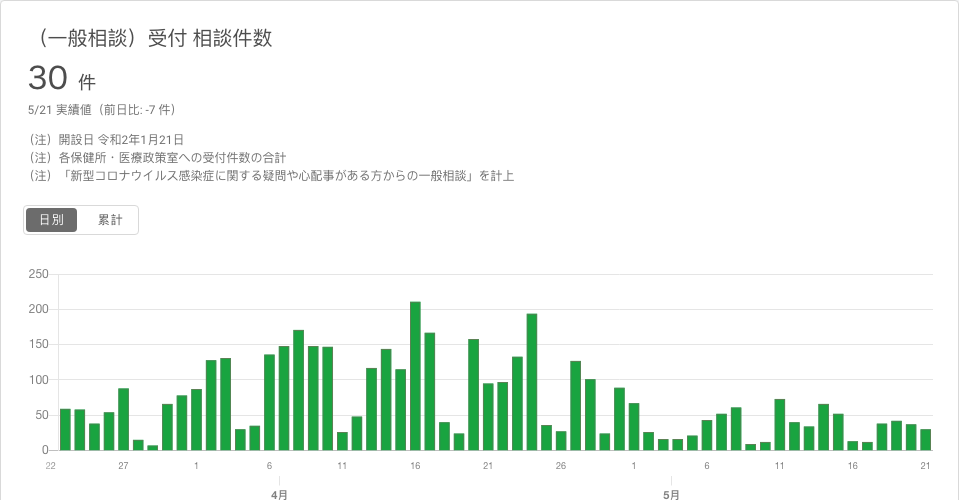 （一般相談）受付 相談件数
30 件
5/21 実績値（前日比: -7 件）
（注）開設日 令和2年1月21日
（注）各保健所・医療政策室への受付件数の合計
（注）「新型コロナウイルス感染症に関する疑問や心配事がある方からの一般相談」を計上
日別 累計
250
200
150
100
50
0
22 27 1 6 11 16 21 26 1 6 11 16 21
4月 5月